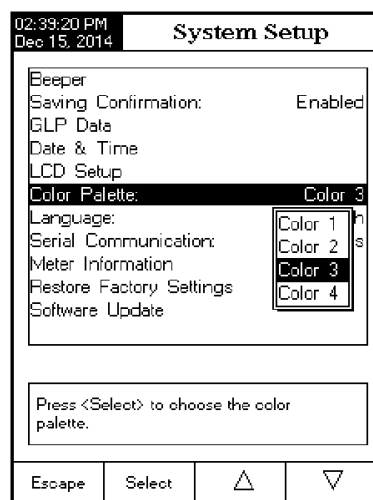 02:39:20 PM
Dec 15, 2014
System Setup
Beeper
Saving Confirmation: Enabled
GLP Data
Date & Time
LCD Setup
Color Palette: Color 3
Language: h
Serial Communication: s
Meter Information
Restore Factory Settings
Software Update
Color 1
Color 2
Color 3
Color 4
Press <Select> to choose the color
palette.
Escape Select △ ▽